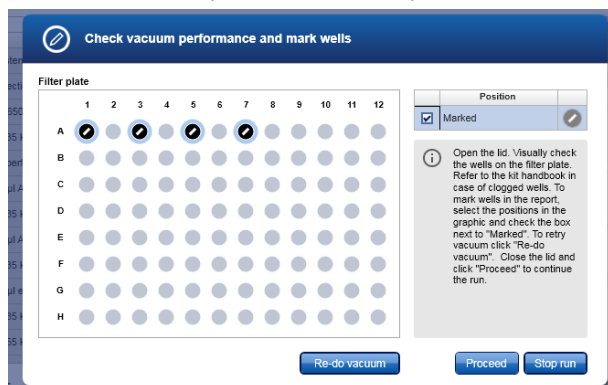 Check vacuum performance and mark wells
Filter plate
1 2 3 4 5 6 7 8 9 10 11 12
A
B
C
D
E
F
G
H
Position
Marked
Open the lid. Visually check
the wells on the filter plate.
Refer to the kit handbook in
case of clogged wells. To
mark wells in the report,
select the positions in the
graphic and check the box
next to "Marked". To retry
vacuum click "Re-do
vacuum". Close the lid and
click "Proceed" to continue
the run.
Re-do vacuum
Proceed
Stop run